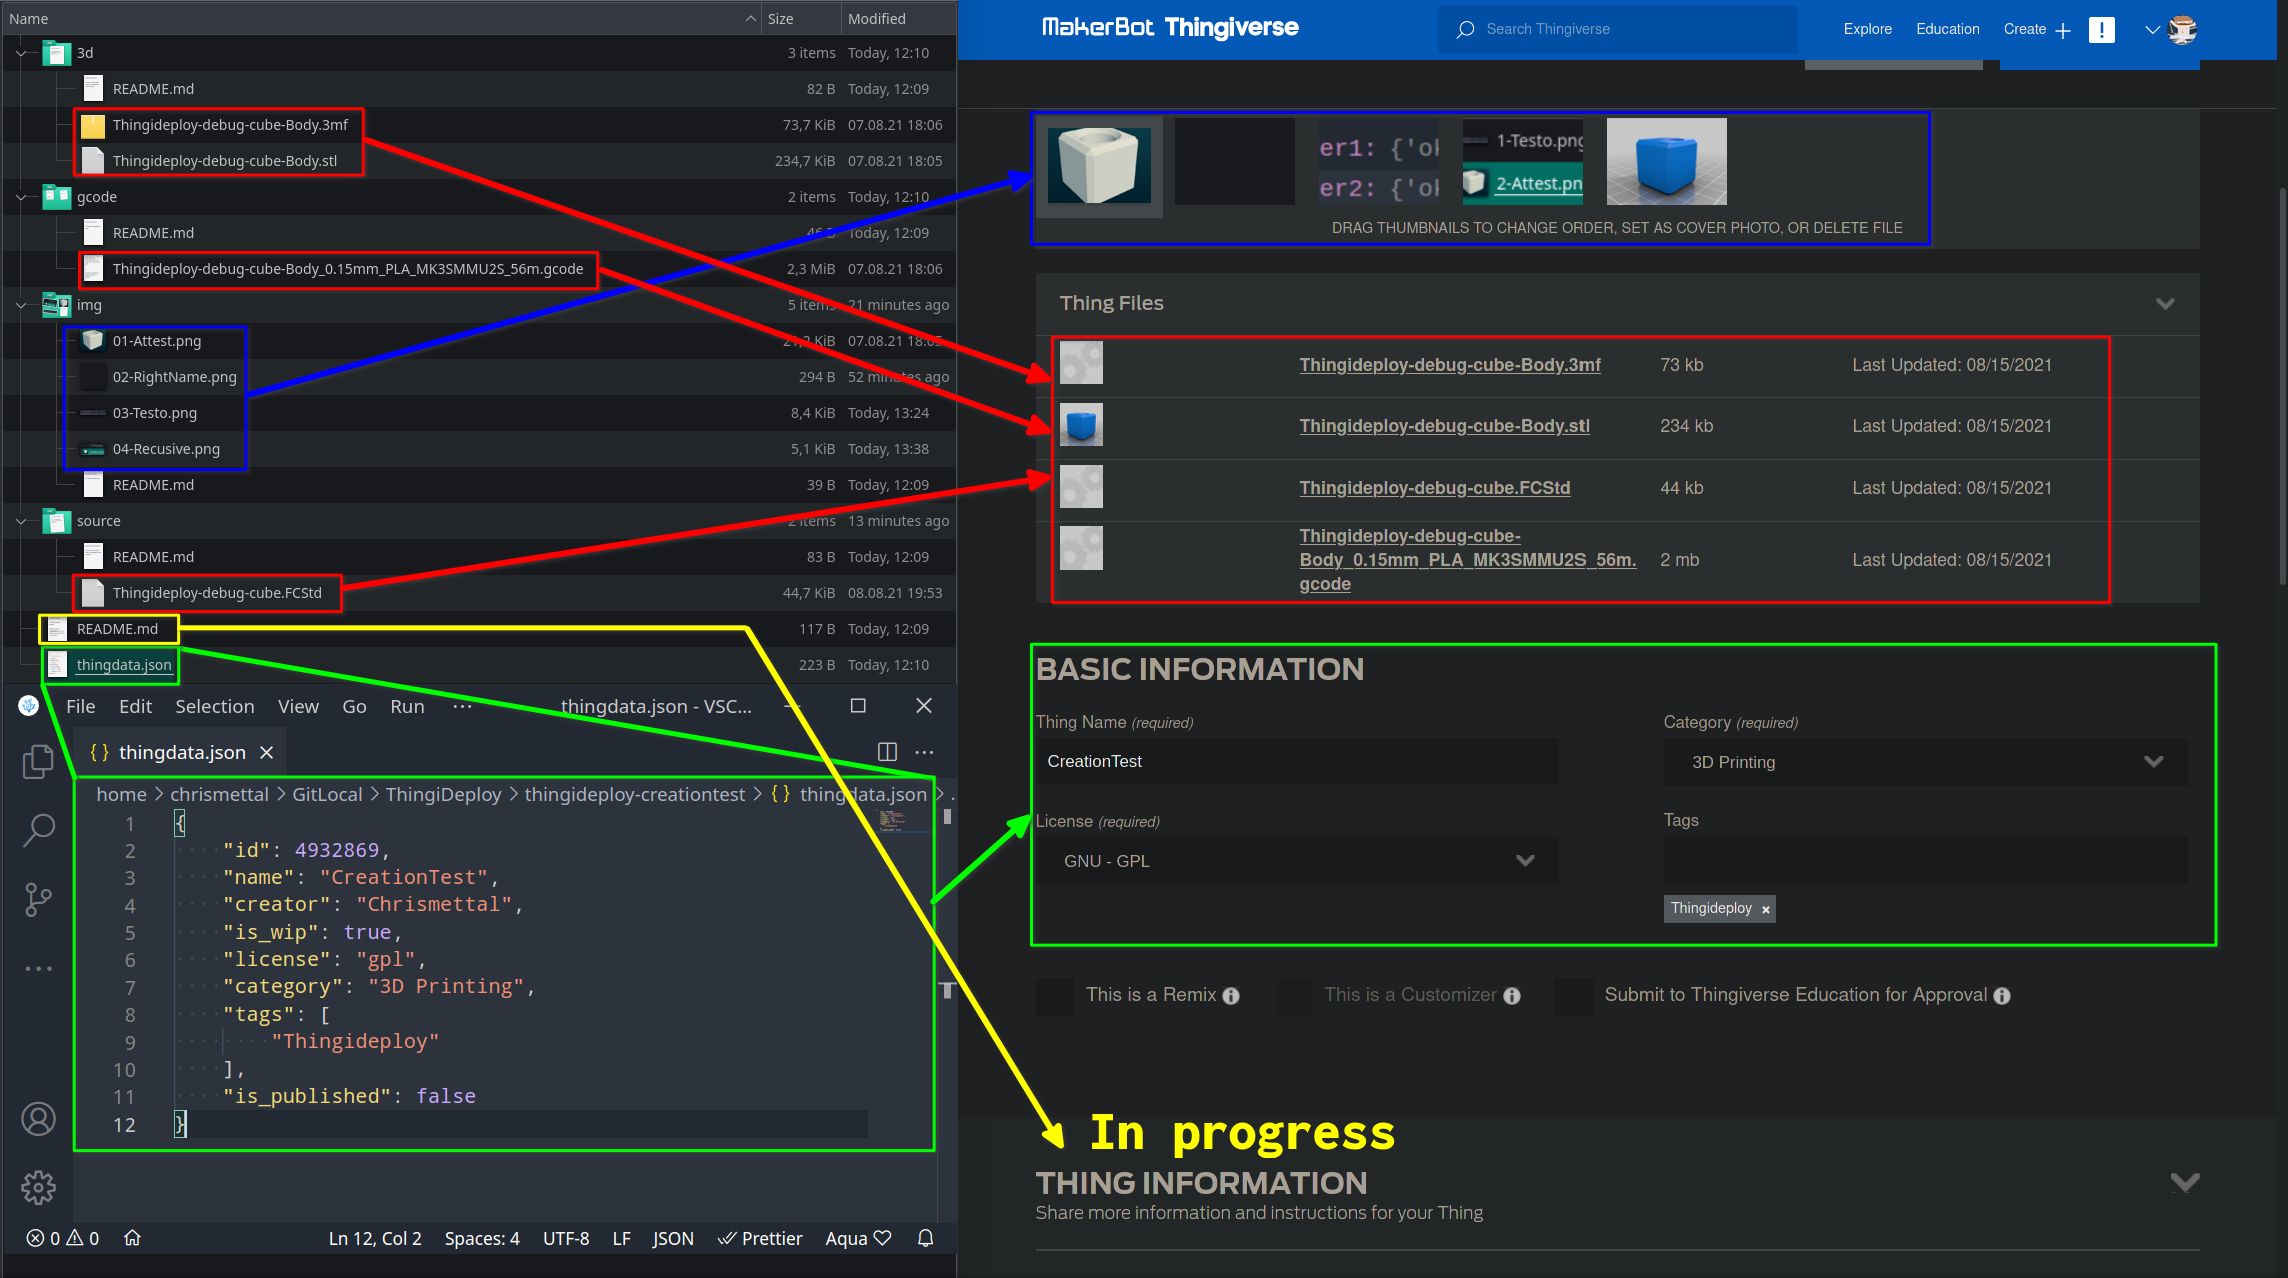 Name Size Modified
3d 3 items Today, 12:10
README.md 82 B Today, 12:09
Thingideploy-debug-cube-Body.3mf 73,7 KiB 07.08.21 18:06
Thingideploy-debug-cube-Body.stl 234,7 KiB 07.08.21 18:05
gcode 2 items Today, 12:10
README.md 46 B Today, 12:09
Thingideploy-debug-cube-Body_0.15mm_PLA_MK3SMMU2S_56m.gcode 2,3 MiB 07.08.21 18:06
img 5 items 21 minutes ago
01-Attest.png 07.08.21 18:05
02-RightName.png 294 B 52 minutes ago
03-Testo.png 8,4 KiB Today, 13:24
04-Recusive.png 5,1 KiB Today, 13:38
README.md 39 B Today, 12:09
source 2 items 13 minutes ago
README.md 83 B Today, 12:09
Thingideploy-debug-cube.FCStd 44,7 KiB 08.08.21 19:53
README.md 117 B Today, 12:09
thingdata.json 223 B Today, 12:10
File Edit Selection View Go Run ··· thingdata.json - VSC...
{} thingdata.json ···
home > chrismettal > GitLocal > ThingiDeploy > thingideploy-creationtest > {} thingdata.json > .
1 {
2 "id": 4932869,
3 "name": "CreationTest",
4 "creator": "Chrismettal",
5 "is_wip": true,
6 "license": "gpl",
7 "category": "3D Printing",
8 "tags": [
9 "Thingideploy"
10 ],
11 "is_published": false
12 }
0 0 Ln 12, Col 2 Spaces: 4 UTF-8 LF JSON Prettier Aqua
MakerBot Thingiverse Search Thingiverse Explore Education Create + !
er1: {'ok
er2: {'ok
1-Testo.png
2-Attest.pn
DRAG THUMBNAILS TO CHANGE ORDER, SET AS COVER PHOTO, OR DELETE FILE
Thing Files
Thingideploy-debug-cube-Body.3mf 73 kb Last Updated: 08/15/2021
Thingideploy-debug-cube-Body.stl 234 kb Last Updated: 08/15/2021
Thingideploy-debug-cube.FCStd 44 kb Last Updated: 08/15/2021
Thingideploy-debug-cube-
Body_0.15mm_PLA_MK3SMMU2S_56m. 2 mb Last Updated: 08/15/2021
gcode
BASIC INFORMATION
Thing Name (required) Category (required)
CreationTest 3D Printing
License (required) Tags
GNU - GPL
Thingideploy ×
This is a Remix This is a Customizer Submit to Thingiverse Education for Approval
In progress
THING INFORMATION
Share more information and instructions for your Thing